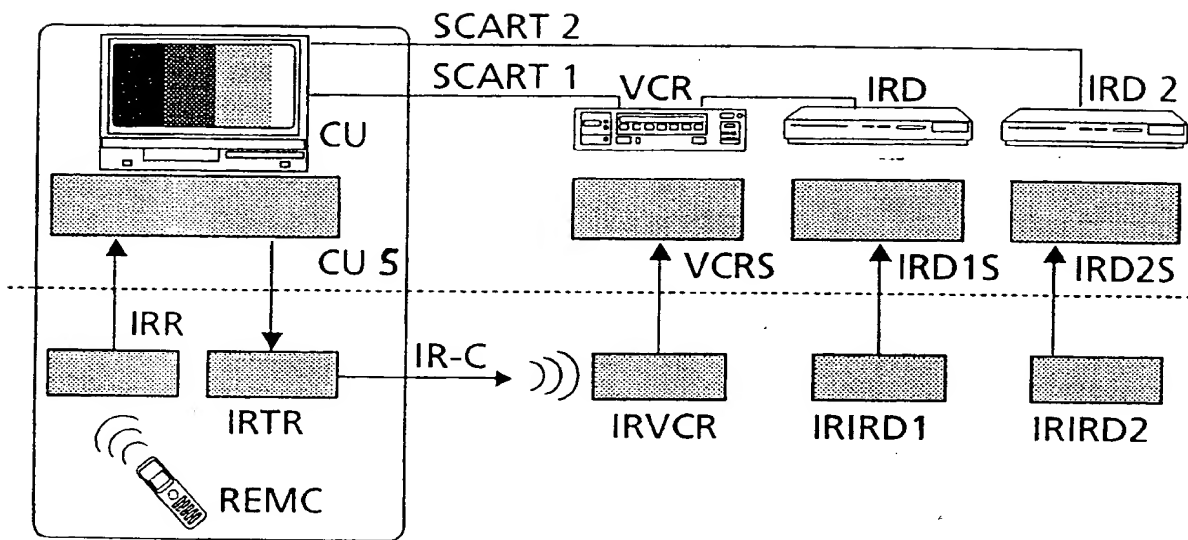 SCART 2
SCART 1
VCR
IRD
IRD 2
CU
CU S
VCRS
IRD1S
IRD2S
IRR
IR-C
IRTR
IRVCR
IRIRD1
IRIRD2
REMC